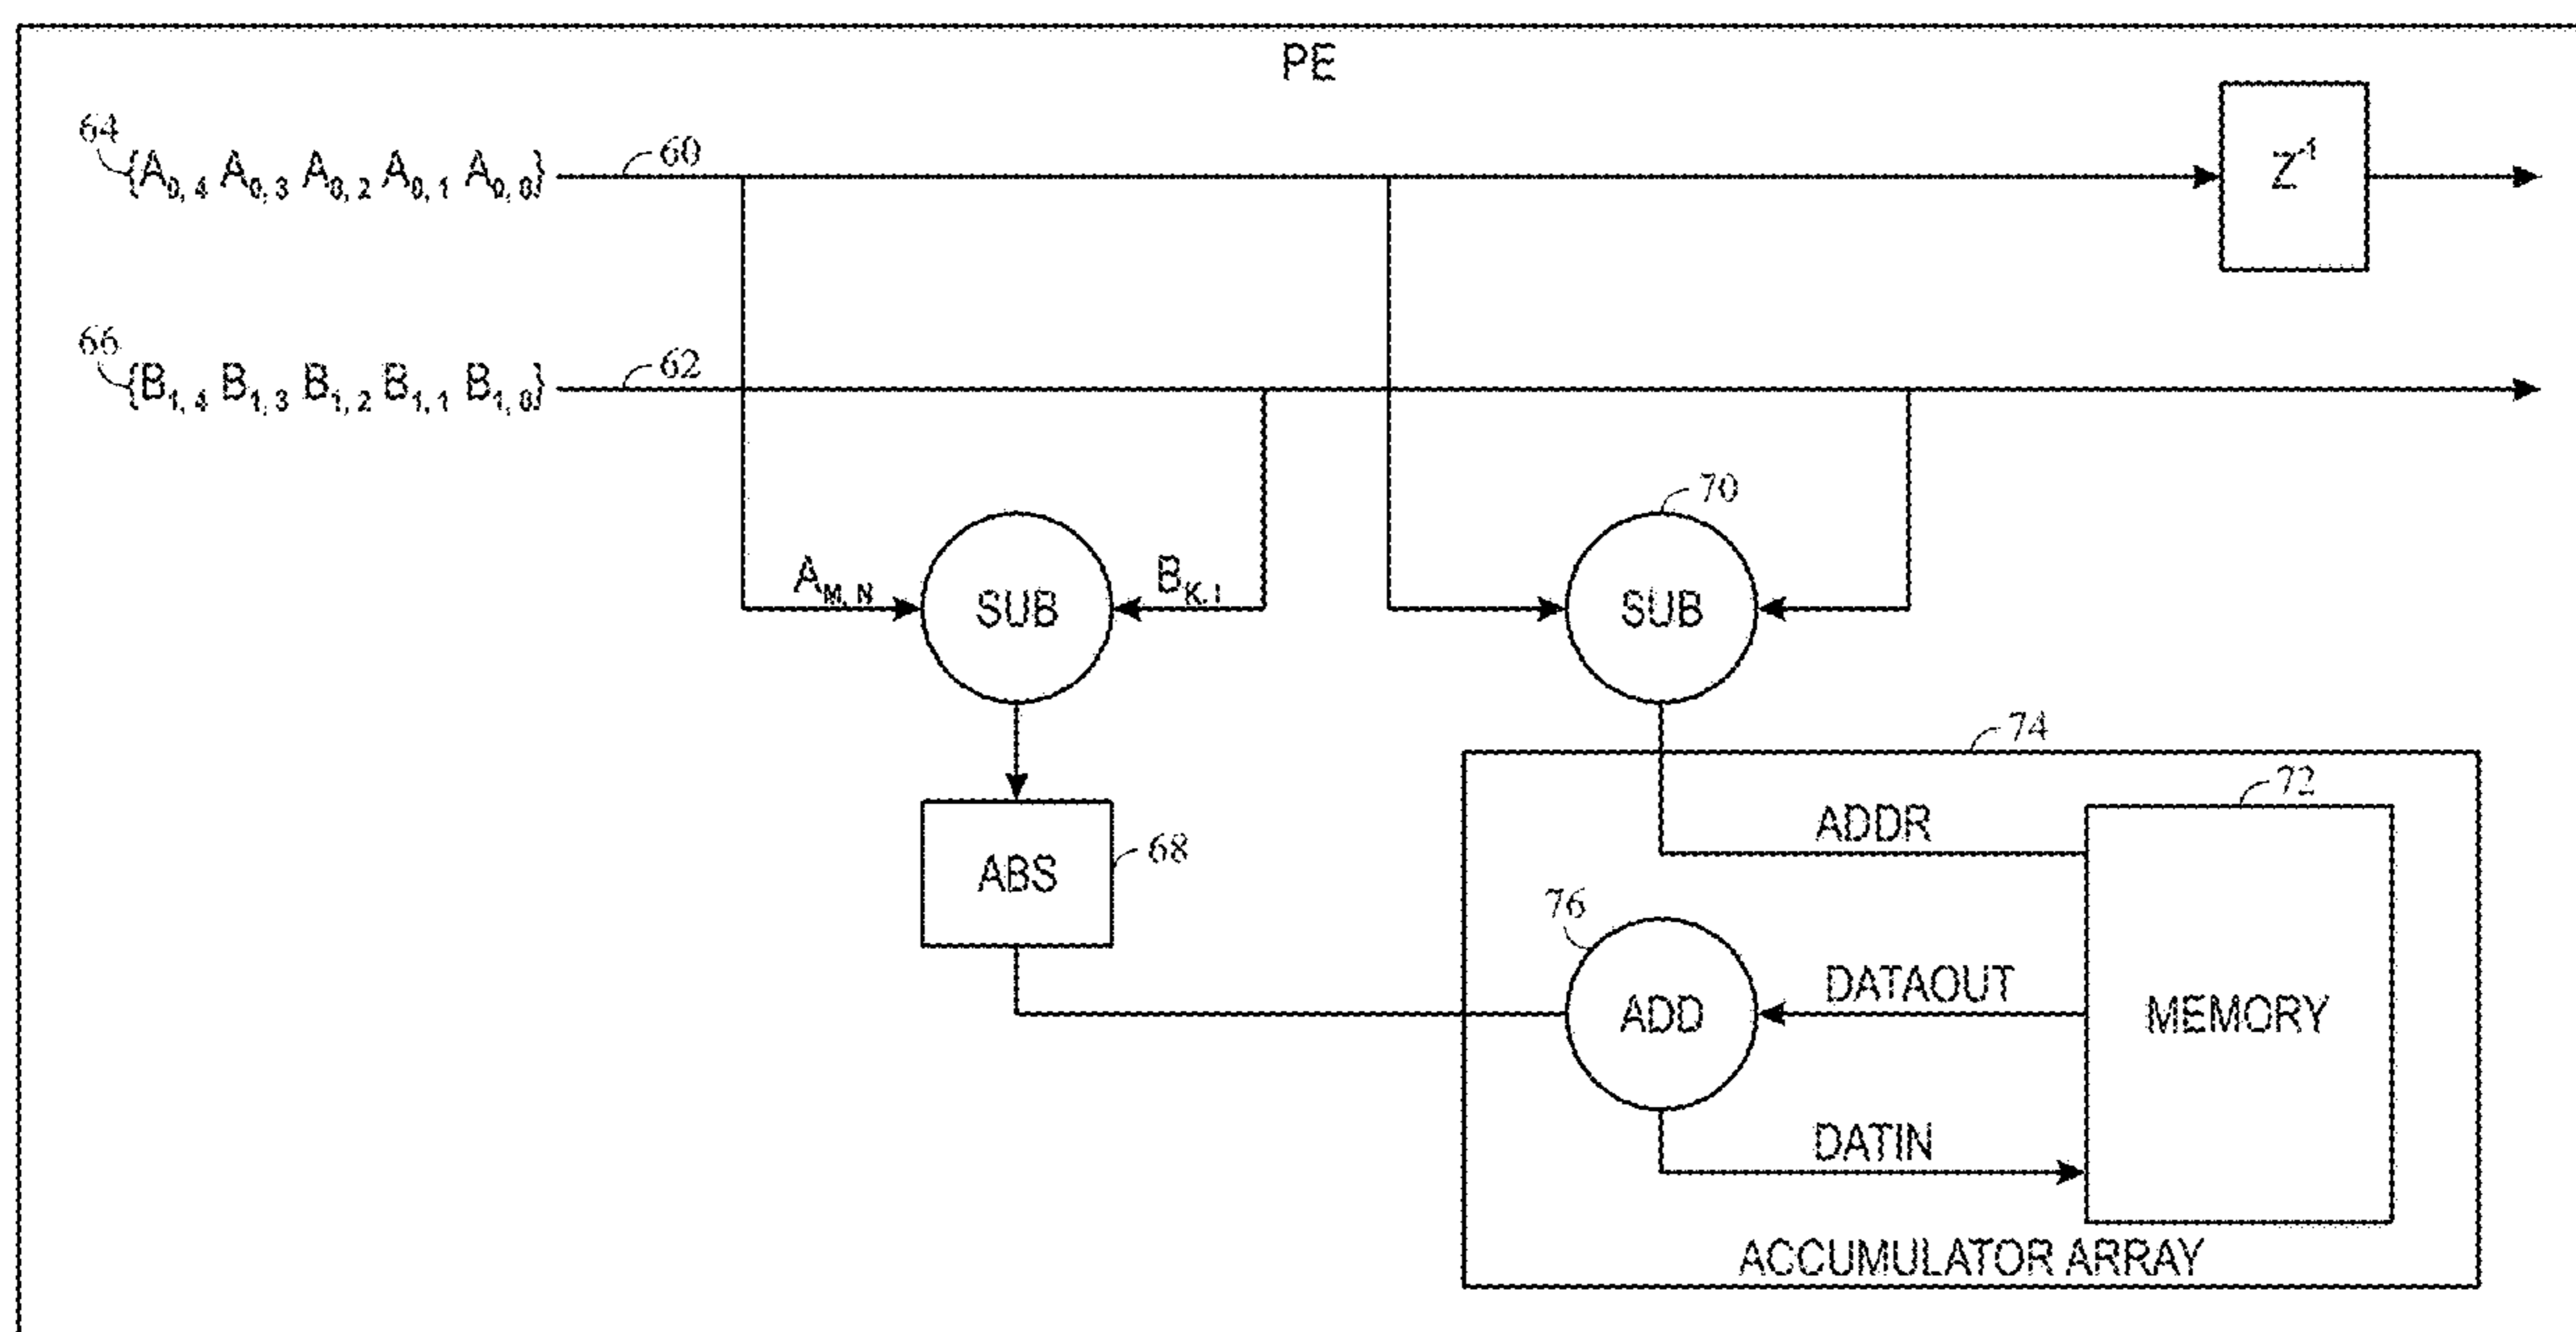 PE
64
{A0,4 A0,3 A0,2 A0,1 A0,0}
60
Z-1
66
{B1,4 B1,3 B1,2 B1,1 B1,0}
62
70
AM,N
SUB
BK,I
SUB
74
72
ADDR
ABS
68
76
DATAOUT
ADD
MEMORY
DATIN
ACCUMULATOR ARRAY